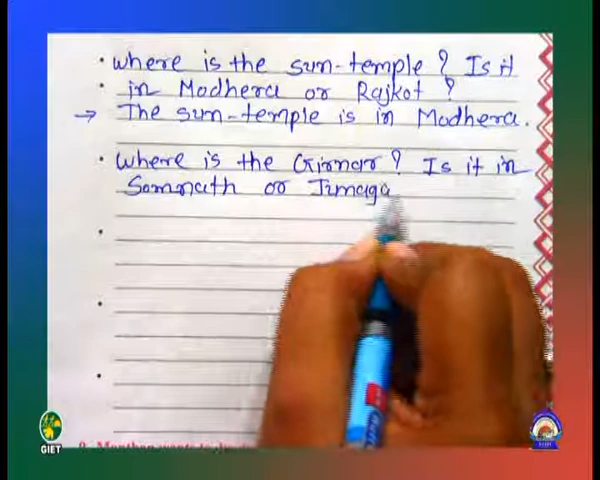 where is the sun-temple? Is it
in Modhera or Rajkot?
→ The sun-temple is in Modhera.
where is the Girnar? Is it in
Somnath or Junaga
GIET